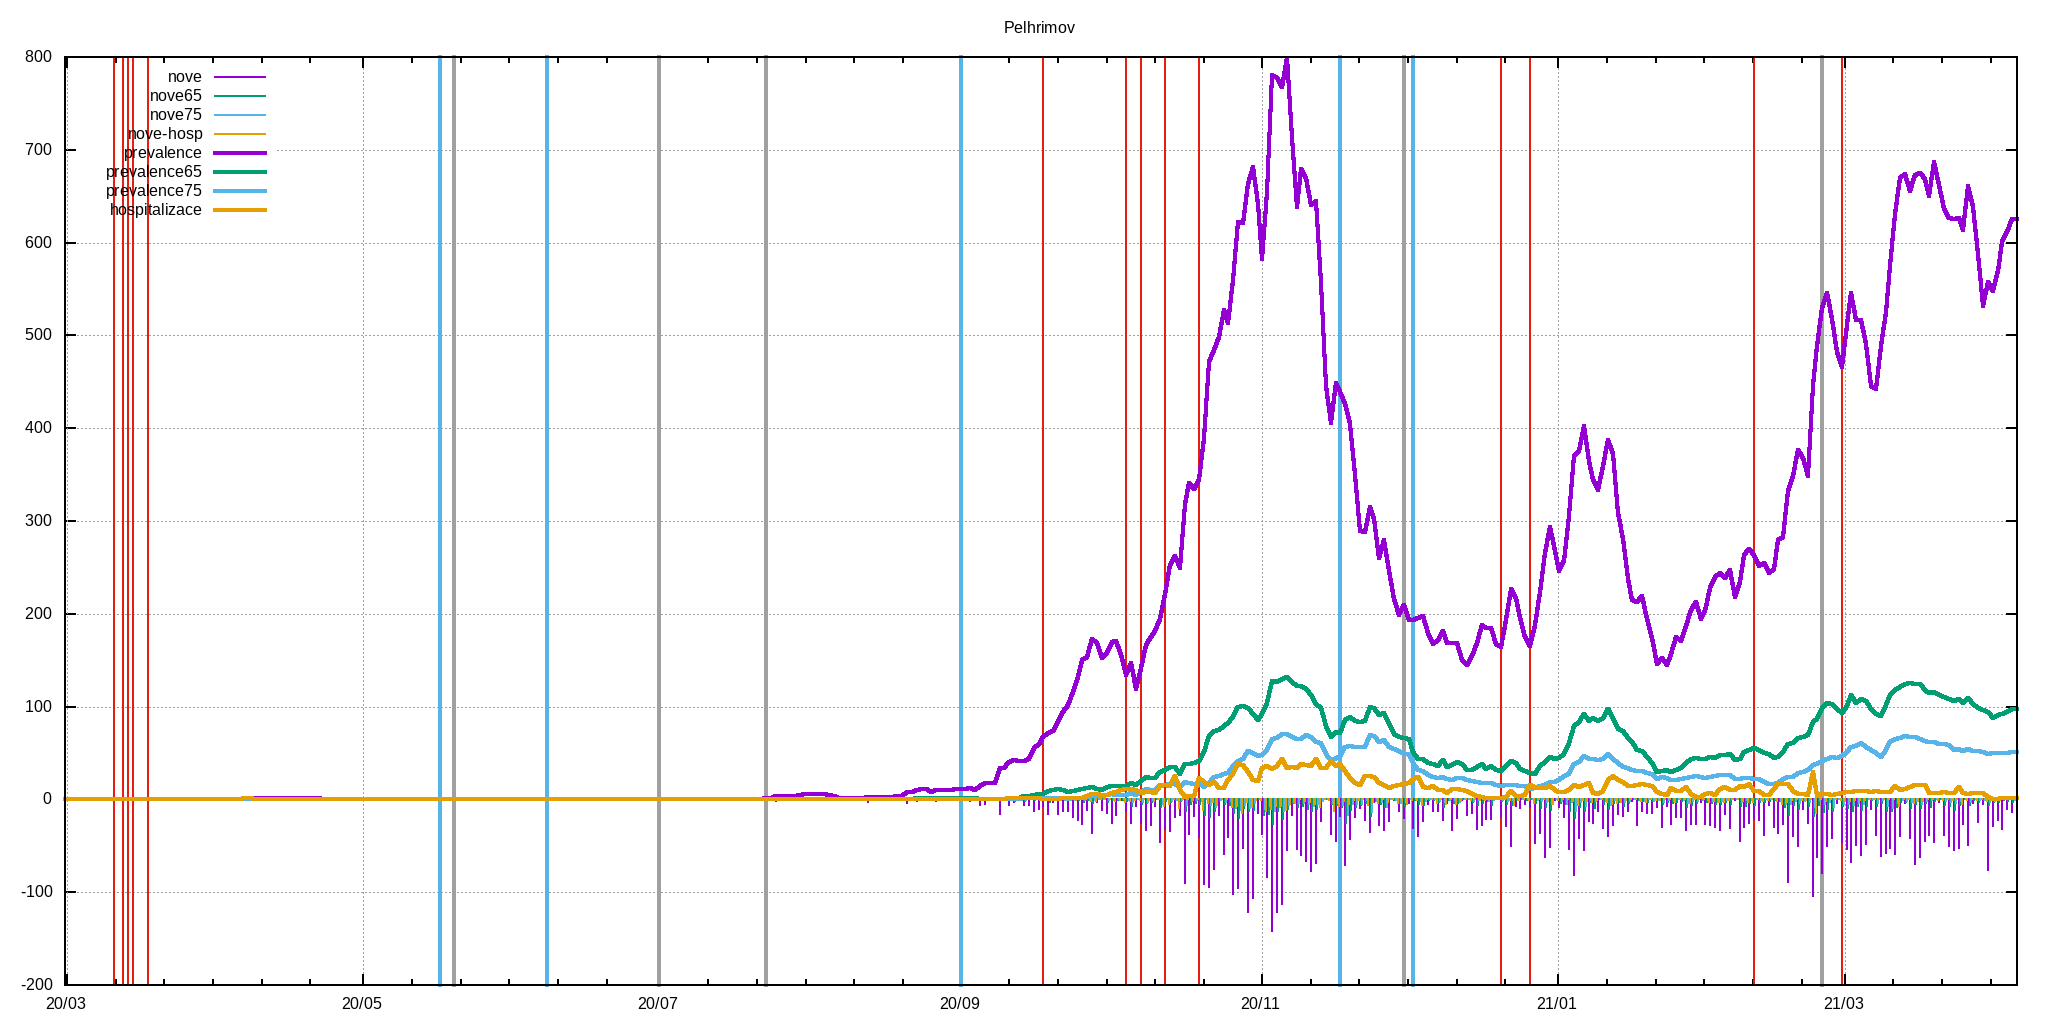 Pelhrimov
800
700
600
500
400
300
200
100
0
-100
-200
nove
nove65
nove75
nove-hosp
prevalence
prevalence65
prevalence75
hospitalizace
20/03 20/05 20/07 20/09 20/11 21/01 21/03